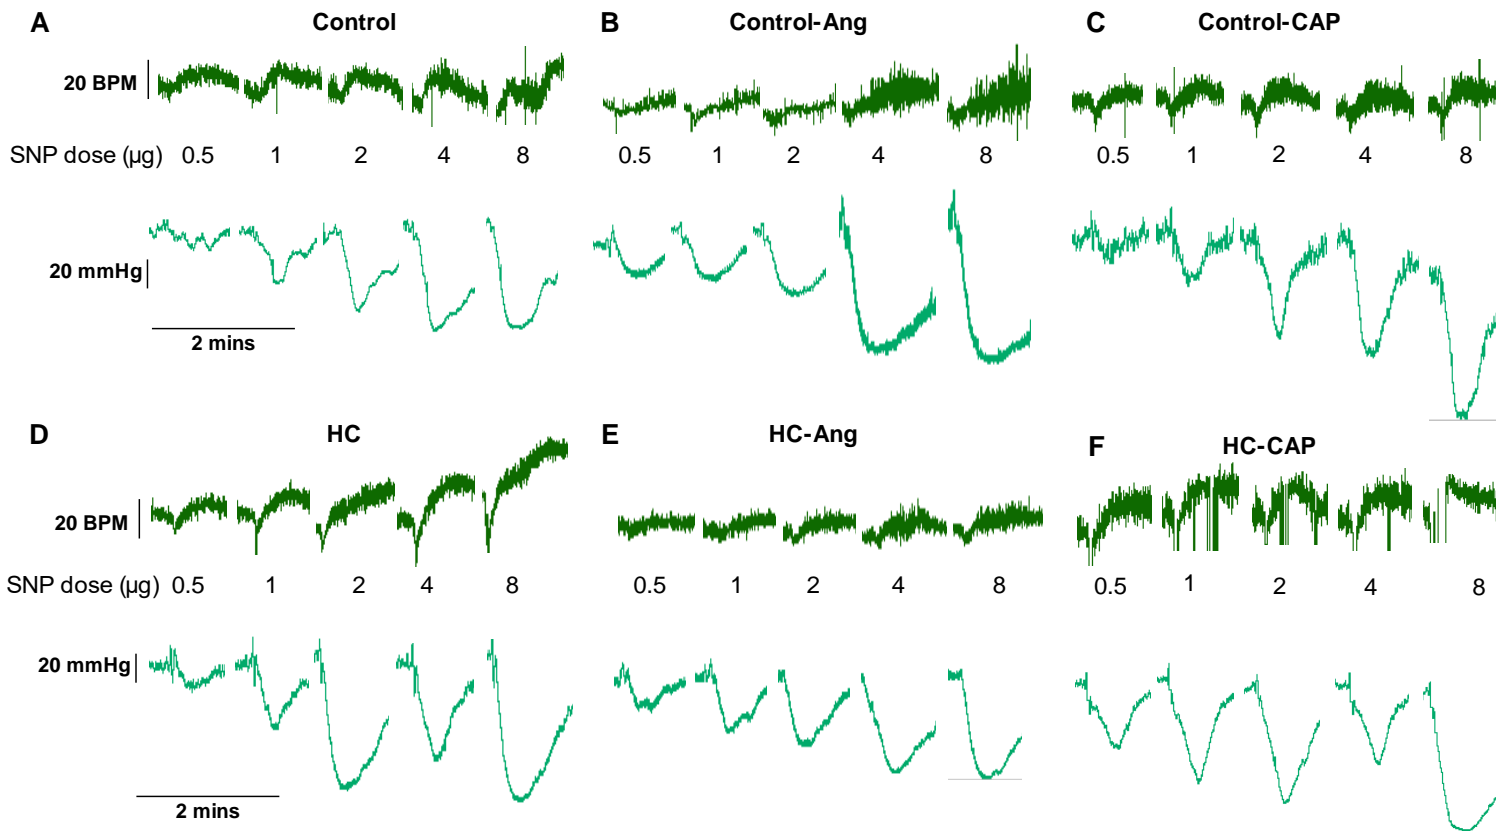 A Control
B Control-Ang
C Control-CAP
20 BPM
SNP dose (µg) 0.5 1 2 4 8
0.5 1 2 4 8
0.5 1 2 4 8
20 mmHg
2 mins
D HC
E HC-Ang
F HC-CAP
20 BPM
SNP dose (µg) 0.5 1 2 4 8
0.5 1 2 4 8
0.5 1 2 4 8
20 mmHg
2 mins